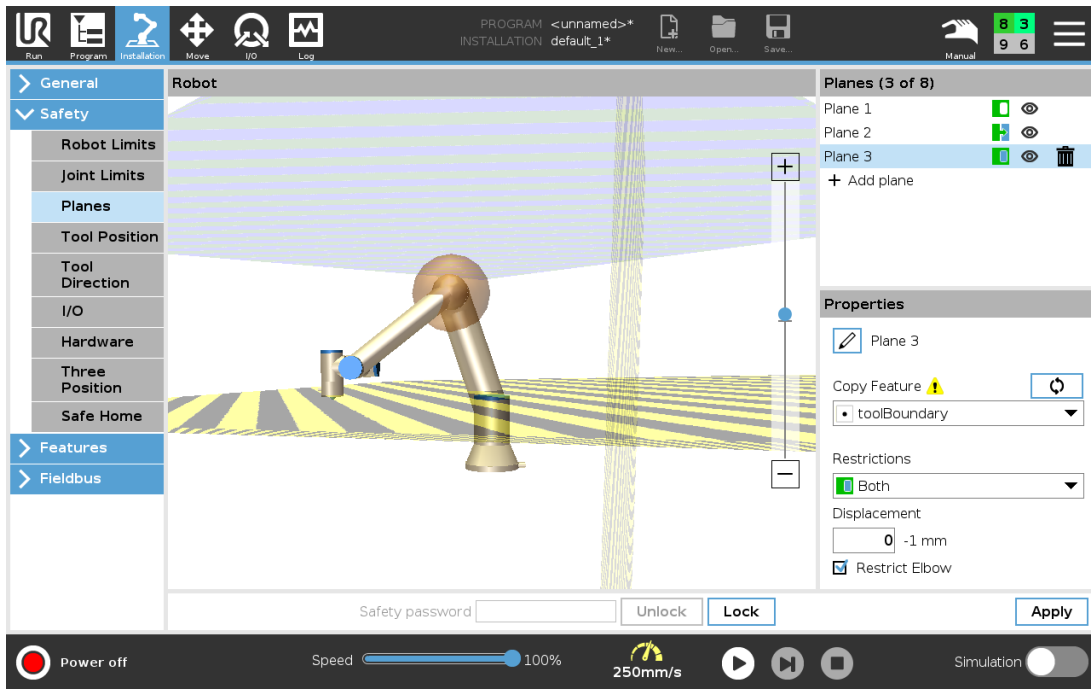 PROGRAM <unnamed>*
INSTALLATION default_1*
New... Open... Save...
Run Program Installation Move I/O Log
Manual
8 3
9 6
General
Safety
Robot Limits
Joint Limits
Planes
Tool Position
Tool
Direction
I/O
Hardware
Three
Position
Safe Home
Features
Fieldbus
Robot
+
−
Planes (3 of 8)
Plane 1
Plane 2
Plane 3
+ Add plane
Properties
Plane 3
Copy Feature
toolBoundary
Restrictions
Both
Displacement
0 -1 mm
Restrict Elbow
Safety password Unlock Lock Apply
Power off
Speed 100%
250mm/s
Simulation